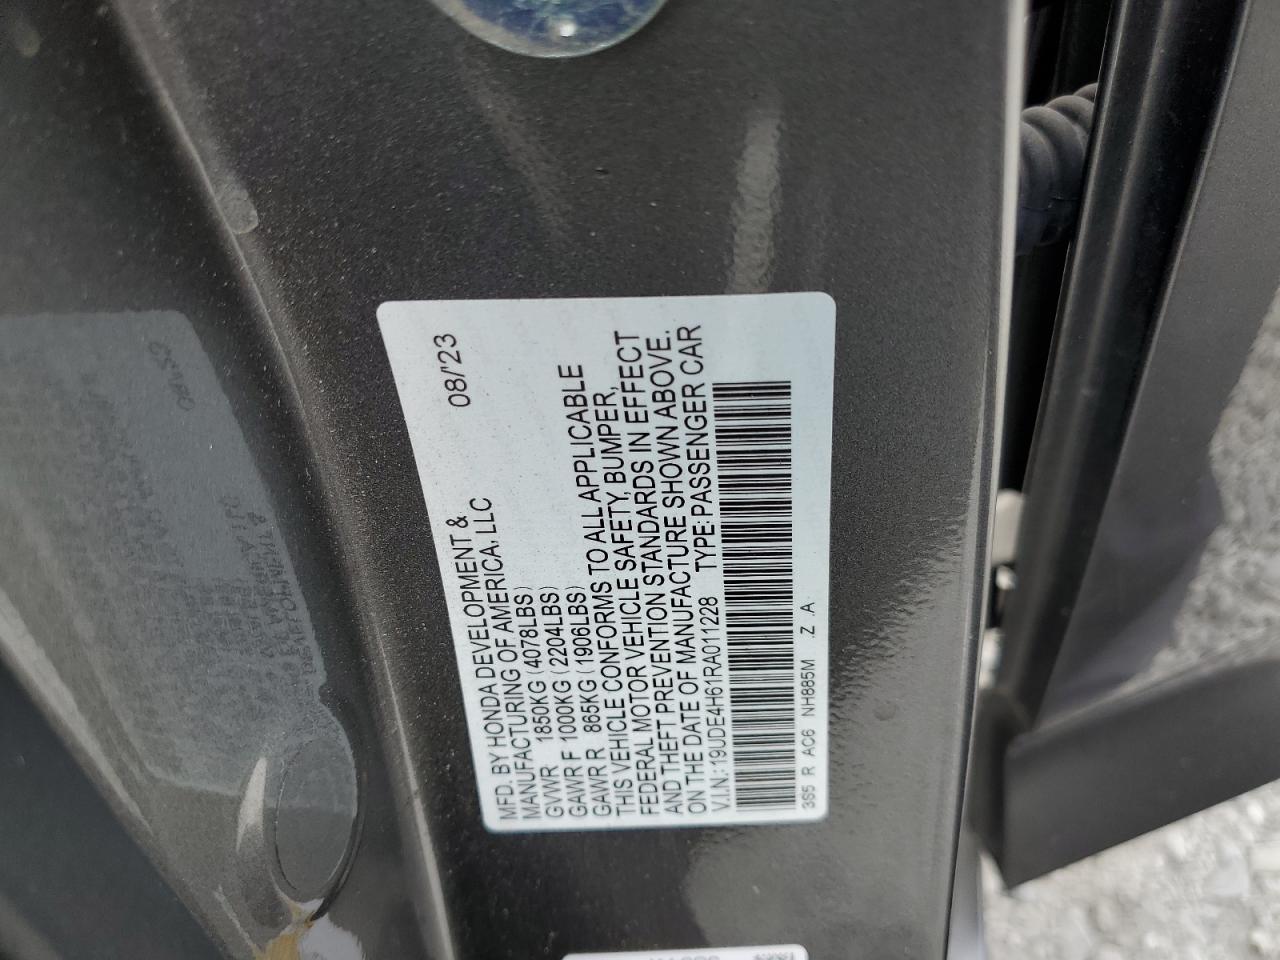 MFD. BY HONDA DEVELOPMENT & 08/'23
MANUFACTURING OF AMERICA, LLC
GVWR 1850KG (4078LBS)
GAWR F 1000KG (2204LBS)
GAWR R 865KG (1906LBS)
THIS VEHICLE CONFORMS TO ALL APPLICABLE
FEDERAL MOTOR VEHICLE SAFETY, BUMPER,
AND THEFT PREVENTION STANDARDS IN EFFECT
ON THE DATE OF MANUFACTURE SHOWN ABOVE.
V.I.N.: 19UDE4H61RA011228 TYPE: PASSENGER CAR
3S5 R AC6 NH885M .Z .A